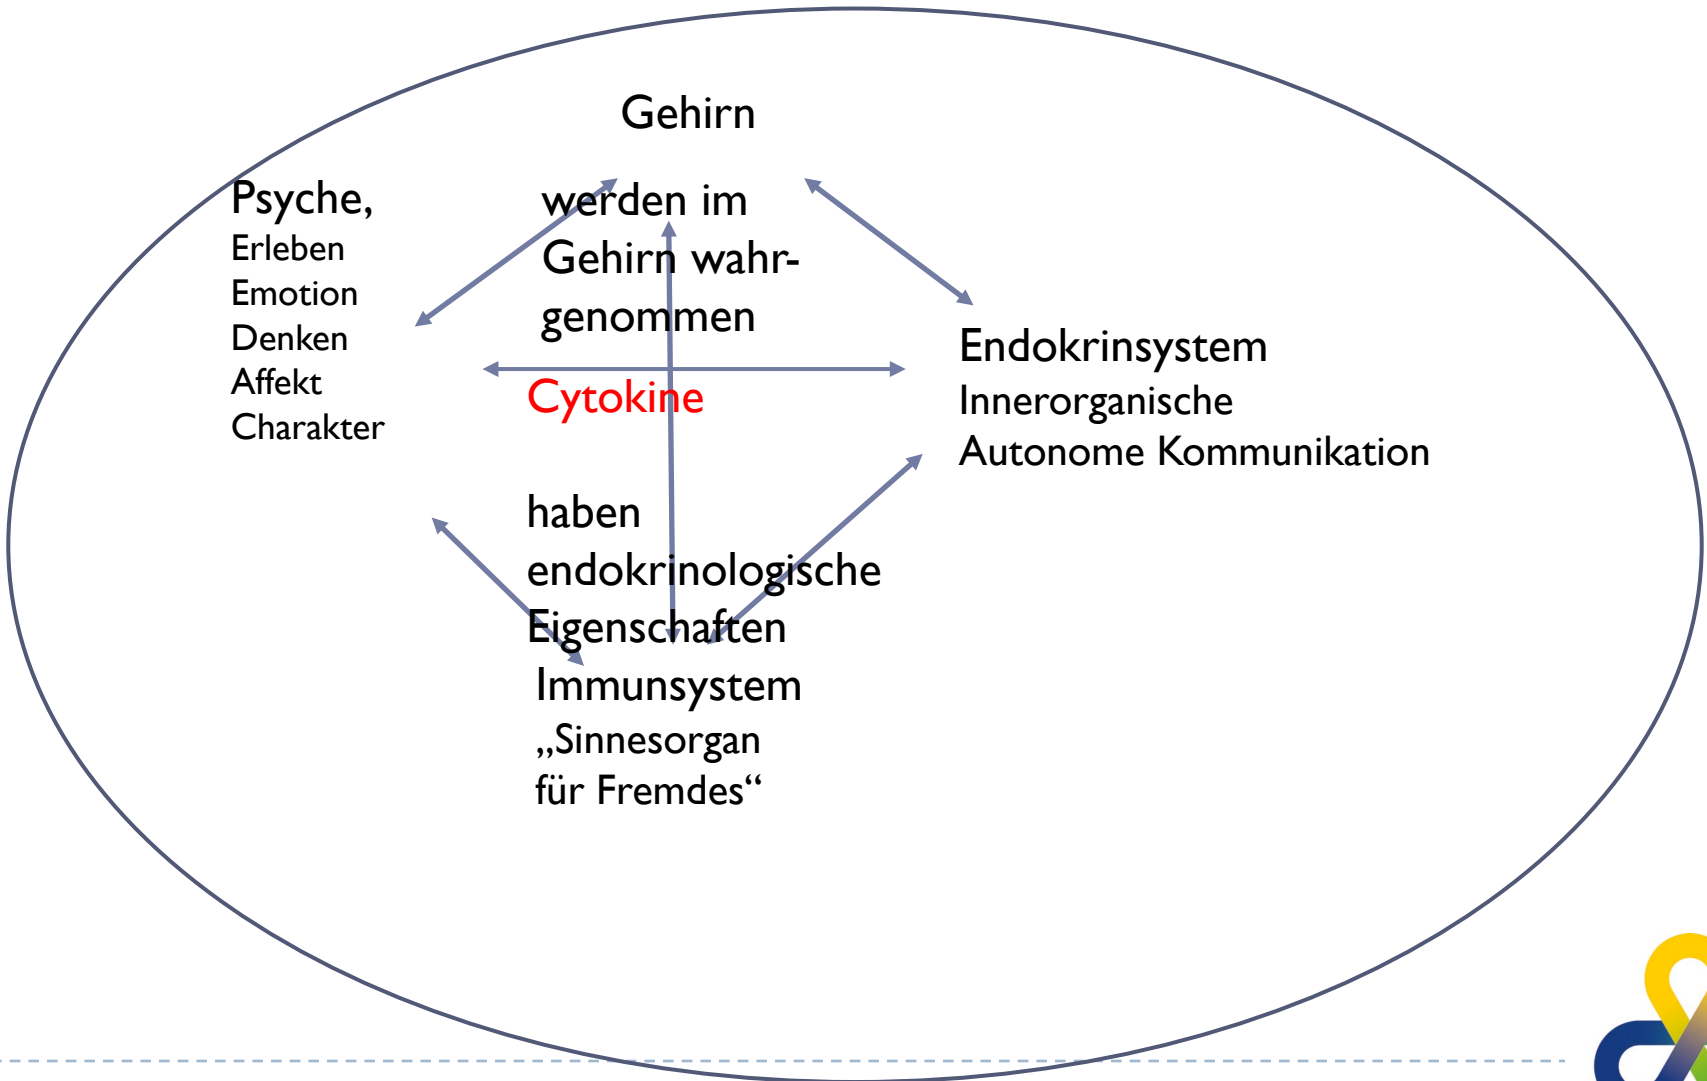 Gehirn
Psyche,
Erleben
Emotion
Denken
Affekt
Charakter
werden im
Gehirn wahr-
genommen
Cytokine
haben
endokrinologische
Eigenschaften
Endokrinsystem
Innerorganische
Autonome Kommunikation
Immunsystem
„Sinnesorgan
für Fremdes“